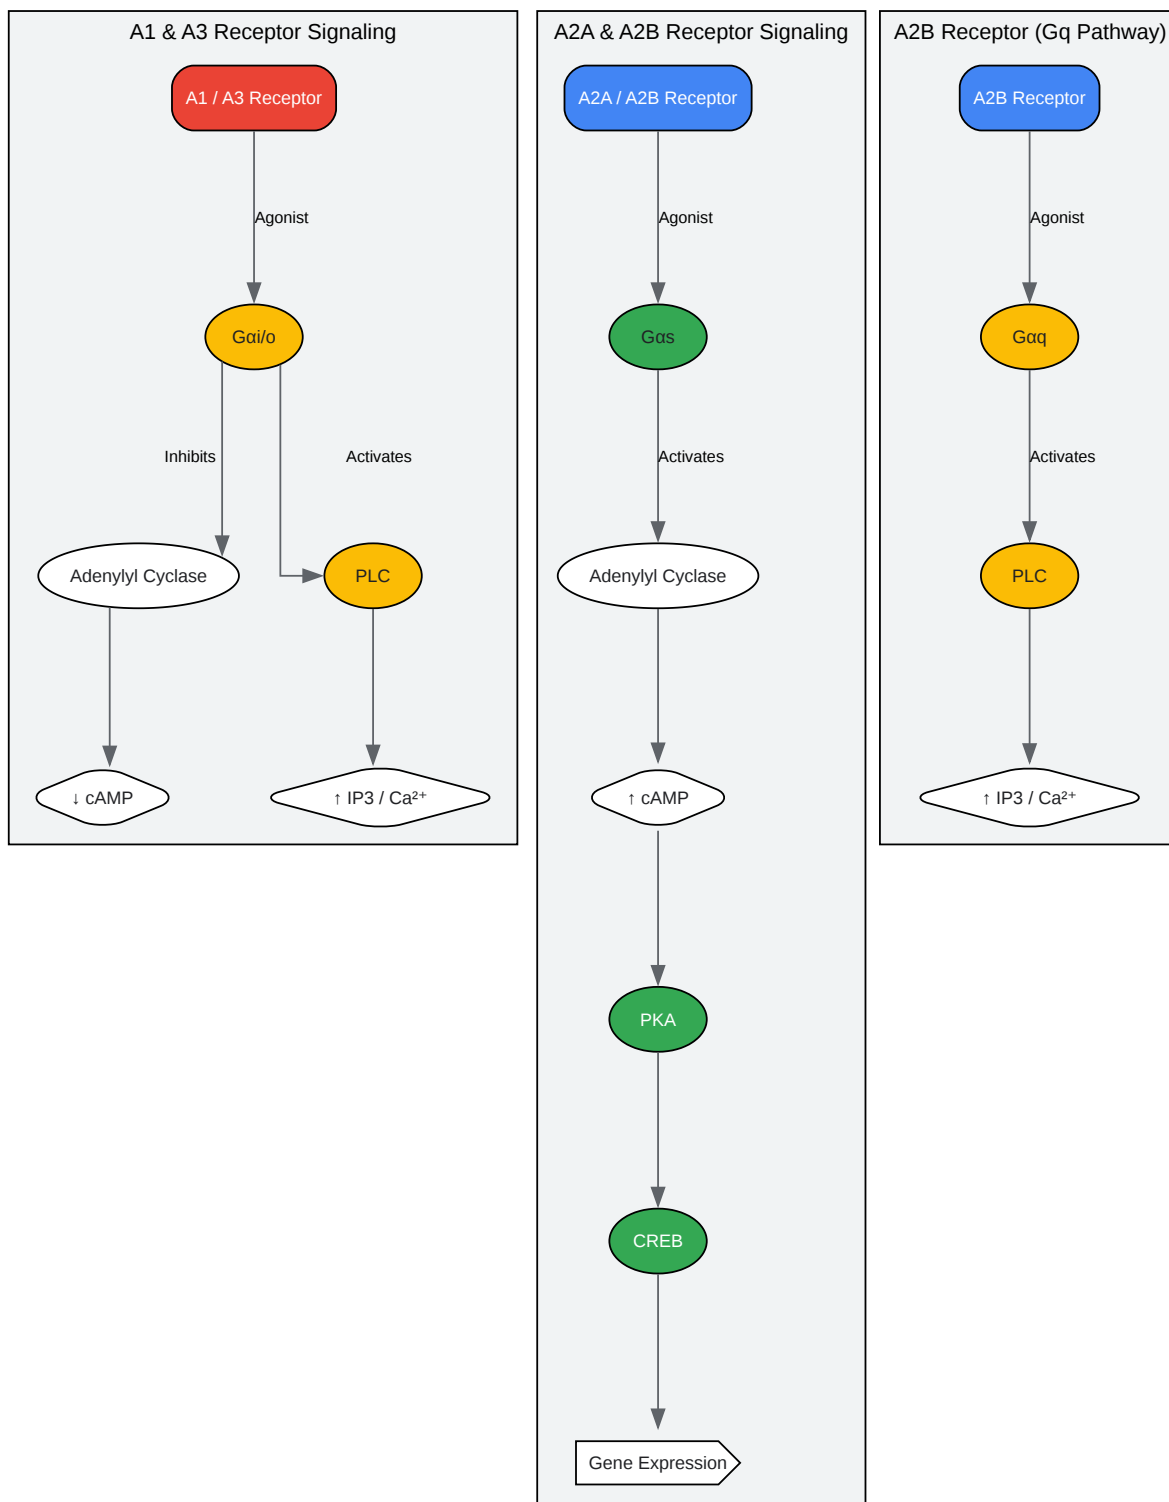 A1 & A3 Receptor Signaling
A1 / A3 Receptor
Agonist
Gαi/o
Inhibits
Activates
Adenylyl Cyclase
PLC
↓ cAMP
↑ IP3 / Ca²⁺
A2A & A2B Receptor Signaling
A2A / A2B Receptor
Agonist
Gαs
Activates
Adenylyl Cyclase
↑ cAMP
PKA
CREB
Gene Expression
A2B Receptor (Gq Pathway)
A2B Receptor
Agonist
Gαq
Activates
PLC
↑ IP3 / Ca²⁺